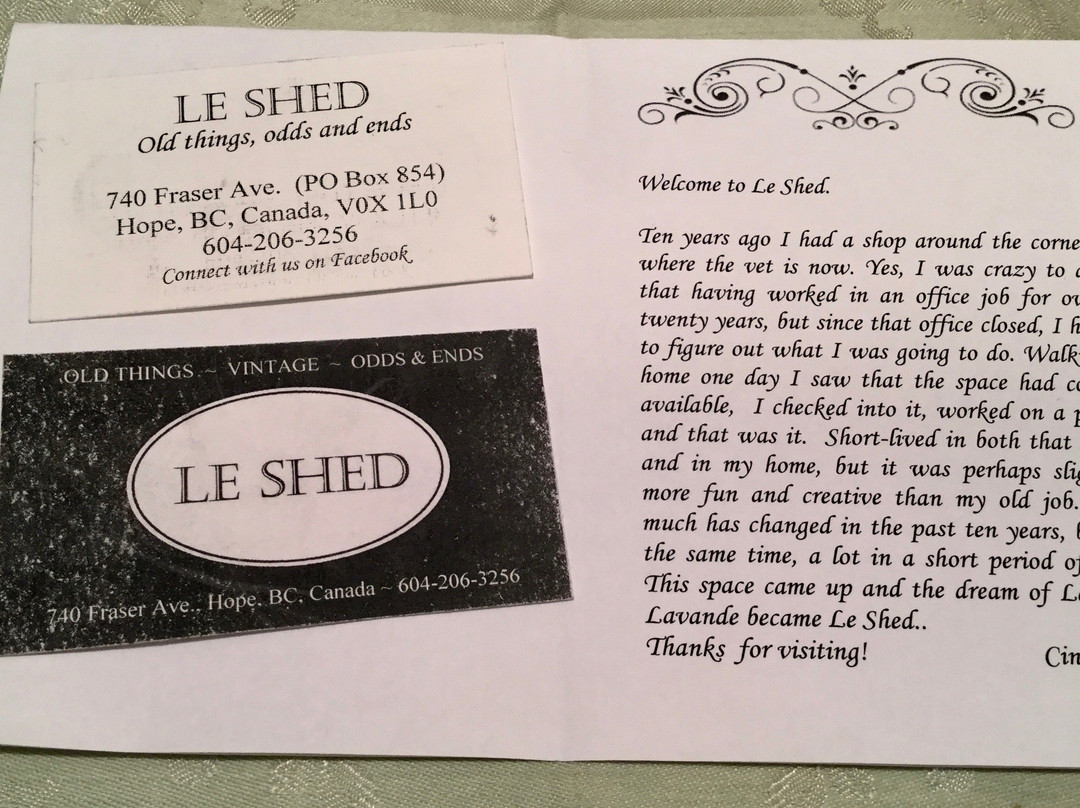 LE SHED
Old things, odds and ends
740 Fraser Ave. (PO Box 854)
Hope, BC, Canada, V0X 1L0
604-206-3256
Connect with us on Facebook
OLD THINGS ~ VINTAGE ~ ODDS & ENDS
LE SHED
740 Fraser Ave., Hope, BC, Canada ~ 604-206-3256
Welcome to Le Shed.
Ten years ago I had a shop around the
where the vet is now. Yes, I was crazy to
that having worked in an office job for
twenty years, but since that office closed, I
to figure out what I was going to do.
home one day I saw that the space had
available, I checked into it, worked on a
and that was it. Short-lived in both that
and in my home, but it was perhaps
more fun and creative than my old job.
much has changed in the past ten years,
the same time, a lot in a short period
This space came up and the dream of
Lavande became Le Shed..
Thanks for visiting!